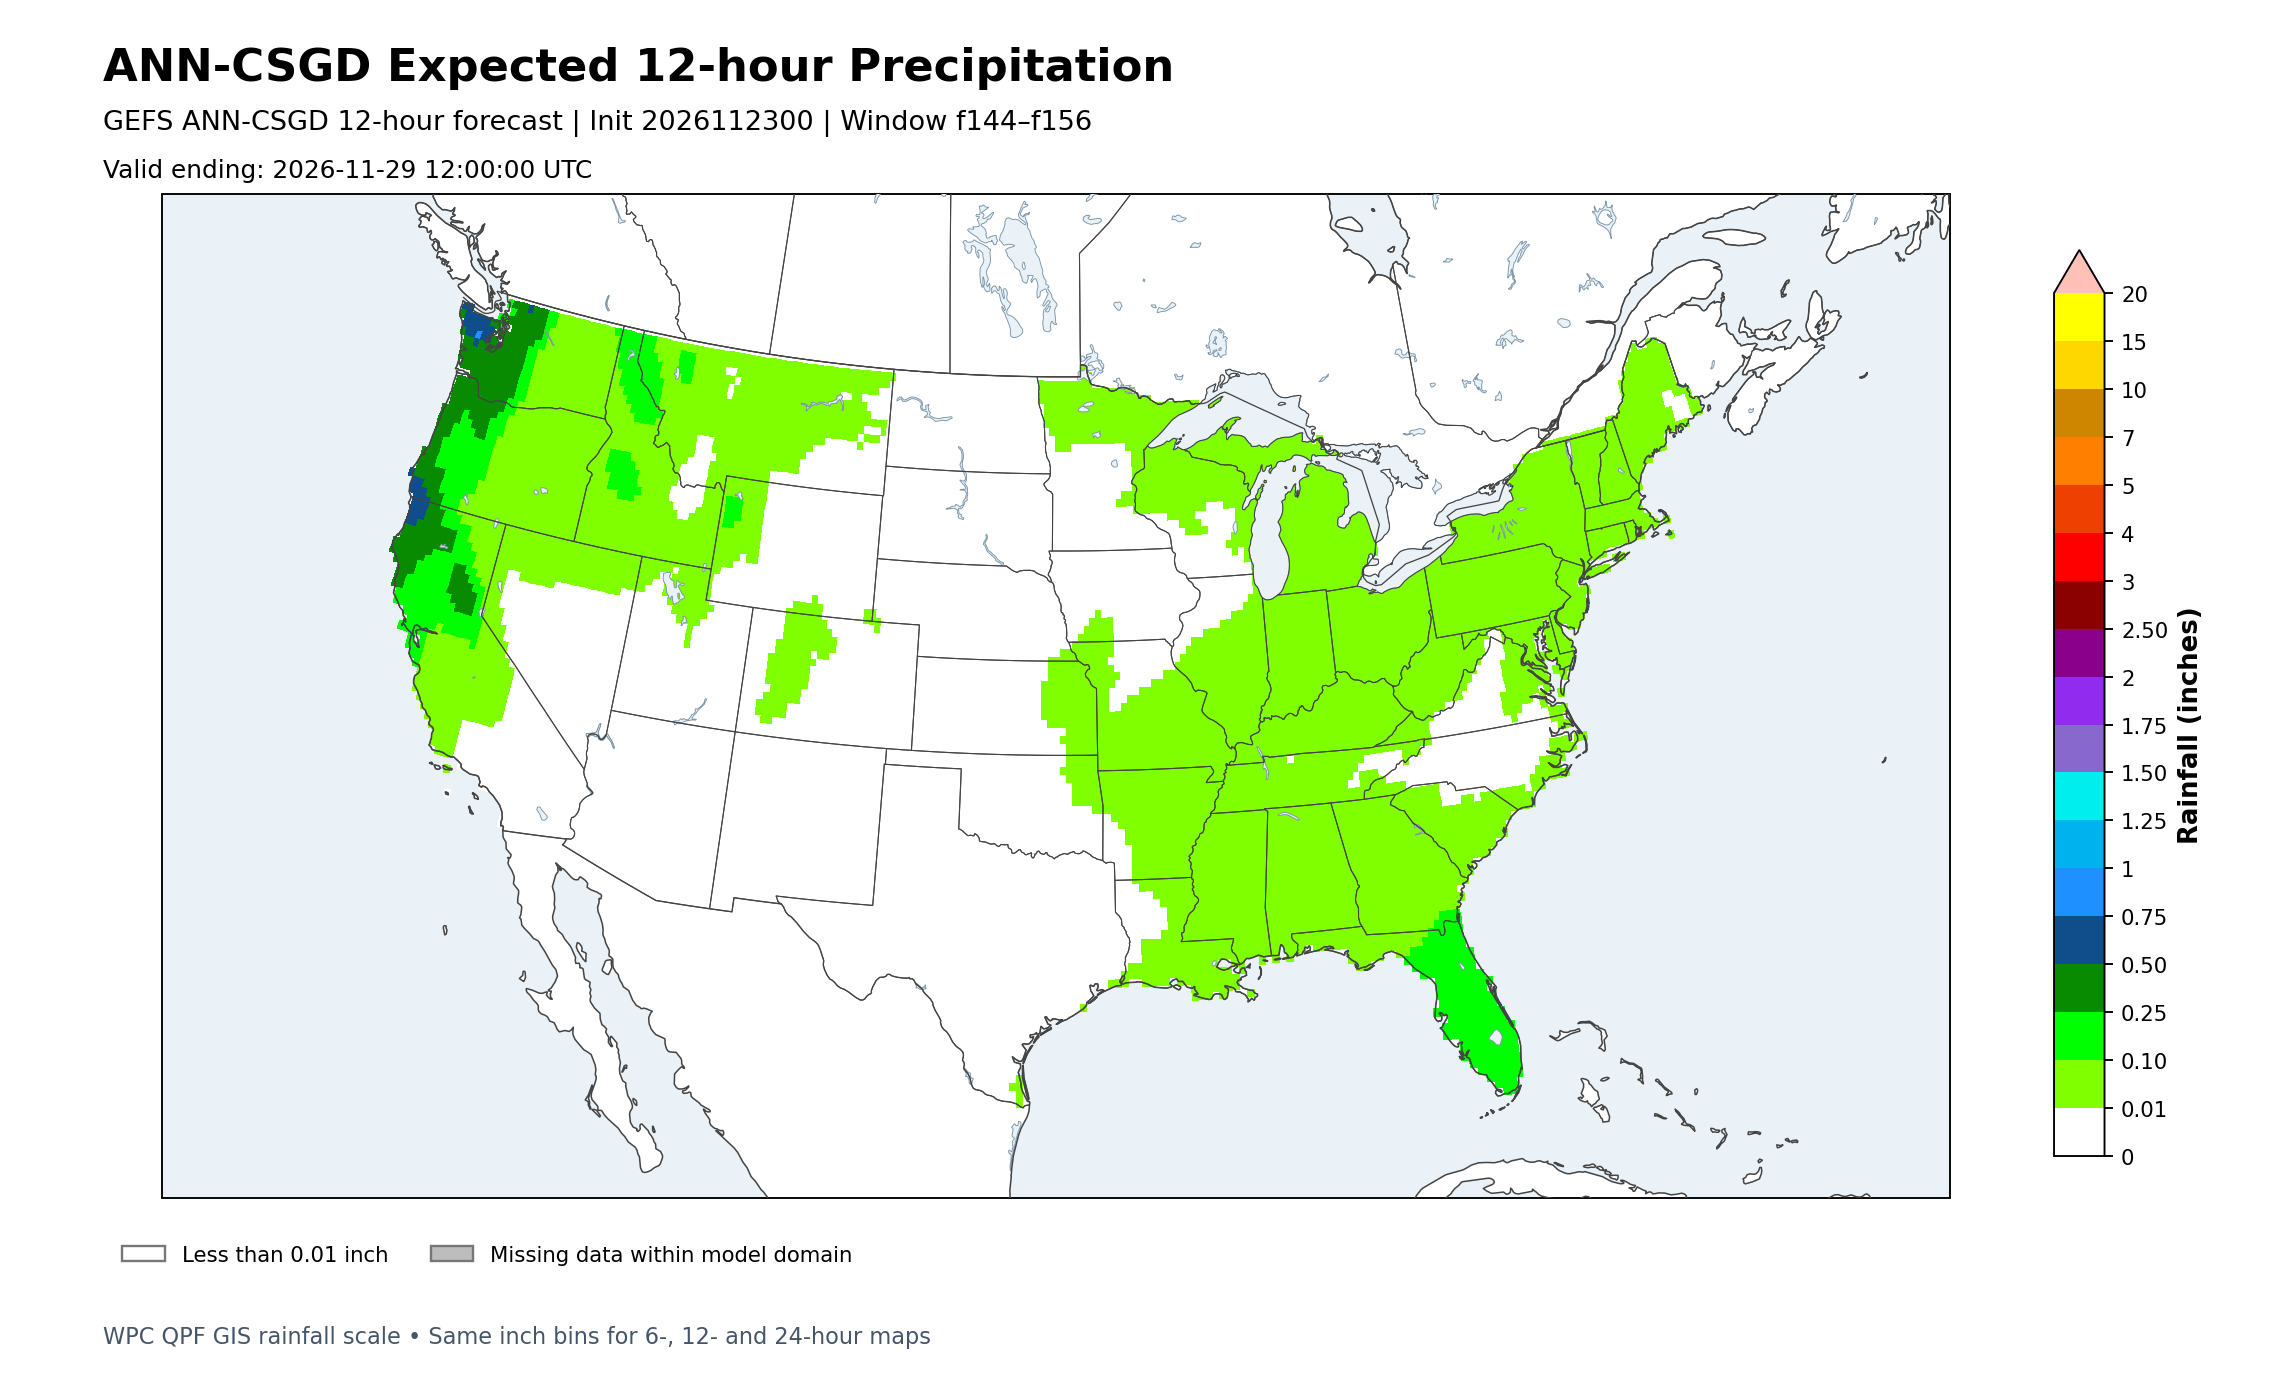 ANN-CSGD Expected 12-hour Precipitation
GEFS ANN-CSGD 12-hour forecast | Init 2026112300 | Window f144–f156
Valid ending: 2026-11-29 12:00:00 UTC
20
15
10
7
5
4
3
2.50
2
1.75
1.50
1.25
1
0.75
0.50
0.25
0.10
0.01
0
Rainfall (inches)
Less than 0.01 inch
Missing data within model domain
WPC QPF GIS rainfall scale • Same inch bins for 6-, 12- and 24-hour maps